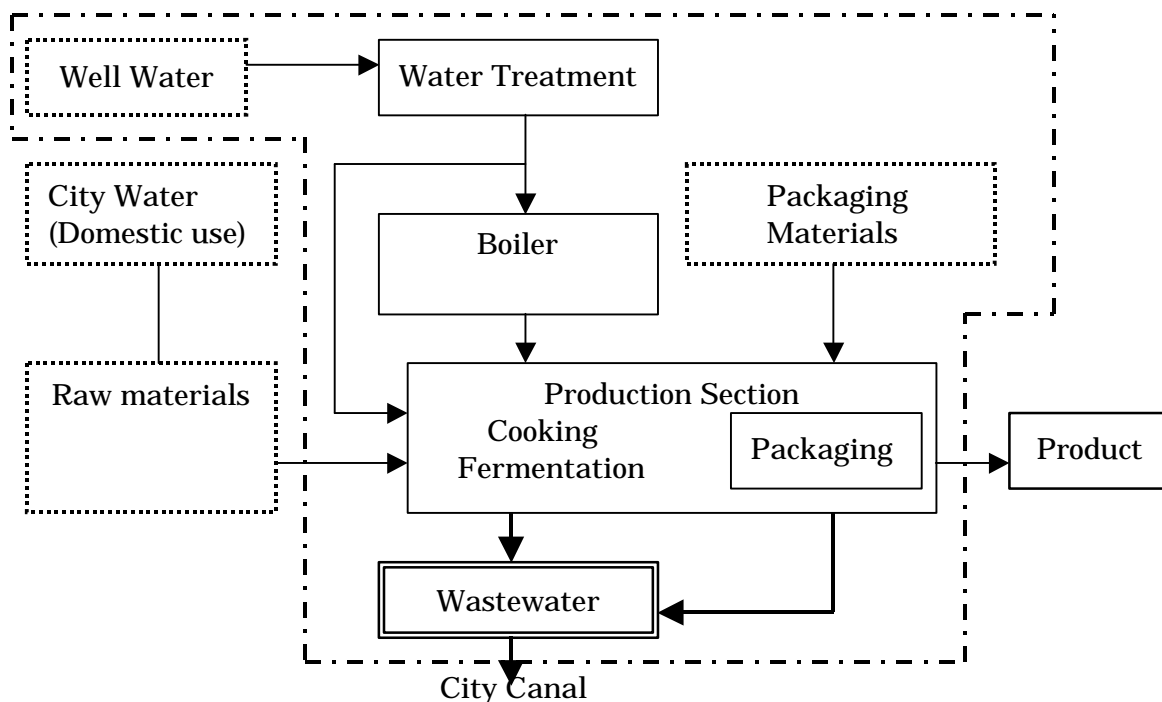 Well Water
Water Treatment
City Water
(Domestic use)
Boiler
Packaging
Materials
Raw materials
Production Section
Cooking
Fermentation
Packaging
Product
Wastewater
City Canal